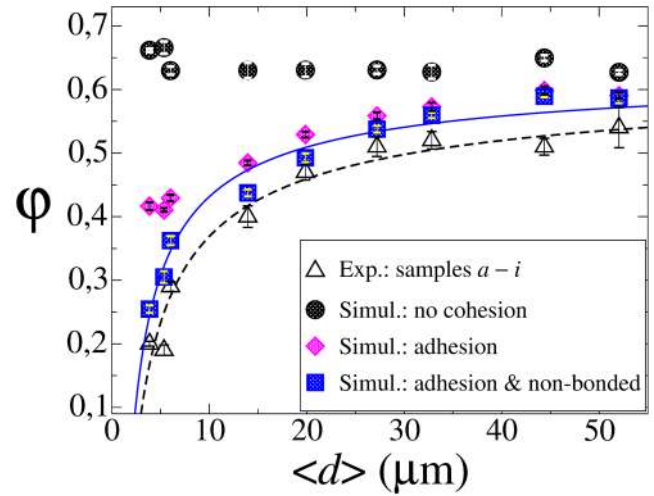 0,7
0,6
0,5
0,4
0,3
0,2
0,1
φ
Exp.: samples a – i
Simul.: no cohesion
Simul.: adhesion
Simul.: adhesion & non-bonded
0 10 20 30 40 50
<d> (μm)